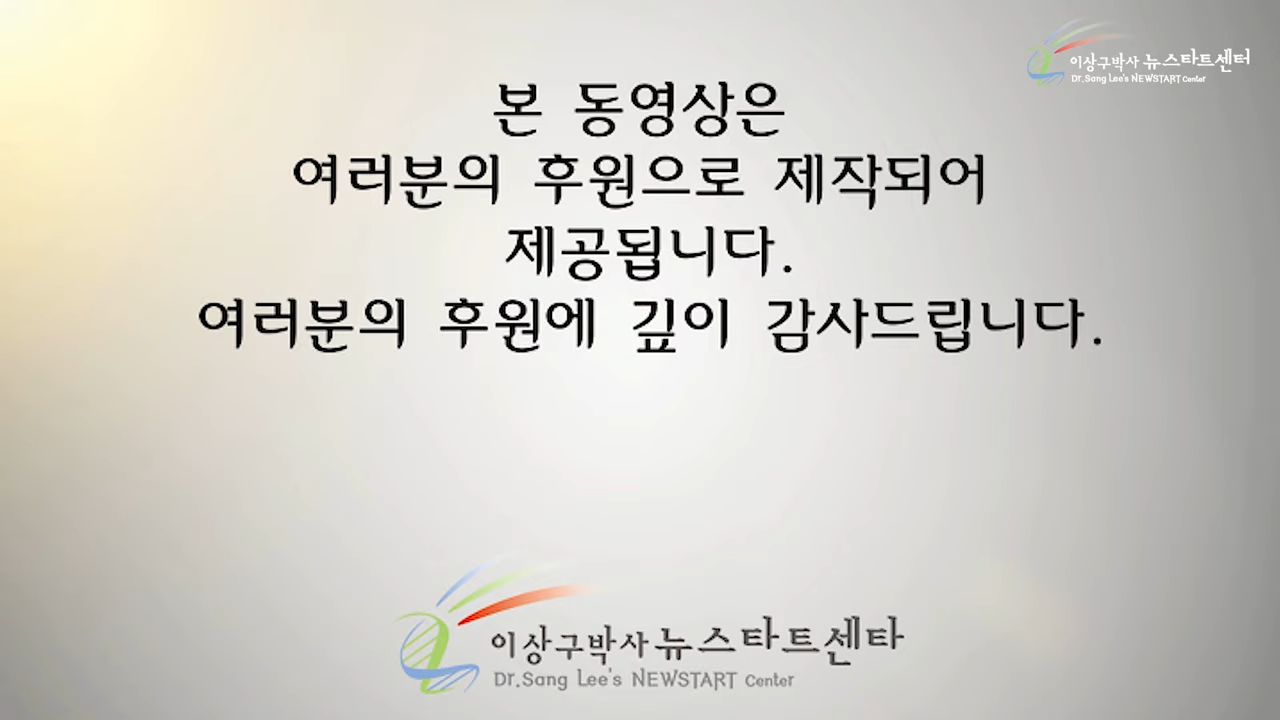 이상구박사 뉴스타트센터
Dr.Sang Lee's NEWSTART Center
본 동영상은
여러분의 후원으로 제작되어
제공됩니다.
여러분의 후원에 깊이 감사드립니다.
이상구박사 뉴스타트센타
Dr.Sang Lee's NEWSTART Center